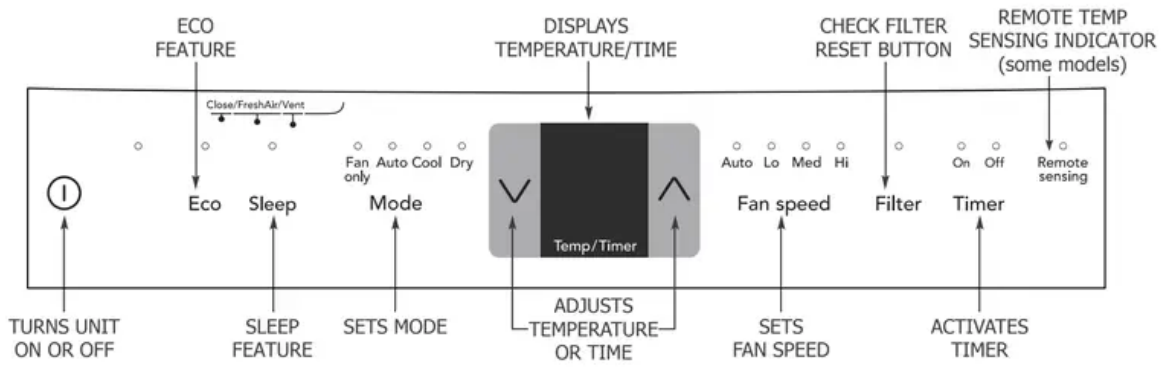 ECO
FEATURE
DISPLAYS
TEMPERATURE/TIME
CHECK FILTER
RESET BUTTON
REMOTE TEMP
SENSING INDICATOR
(some models)
Close/FreshAir/Vent
Fan only
Auto
Cool
Dry
Auto
Lo
Med
Hi
On
Off
Remote
sensing
Eco
Sleep
Mode
Temp/Timer
Fan speed
Filter
Timer
TURNS UNIT
ON OR OFF
SLEEP
FEATURE
SETS MODE
ADJUSTS
TEMPERATURE
OR TIME
SETS
FAN SPEED
ACTIVATES
TIMER